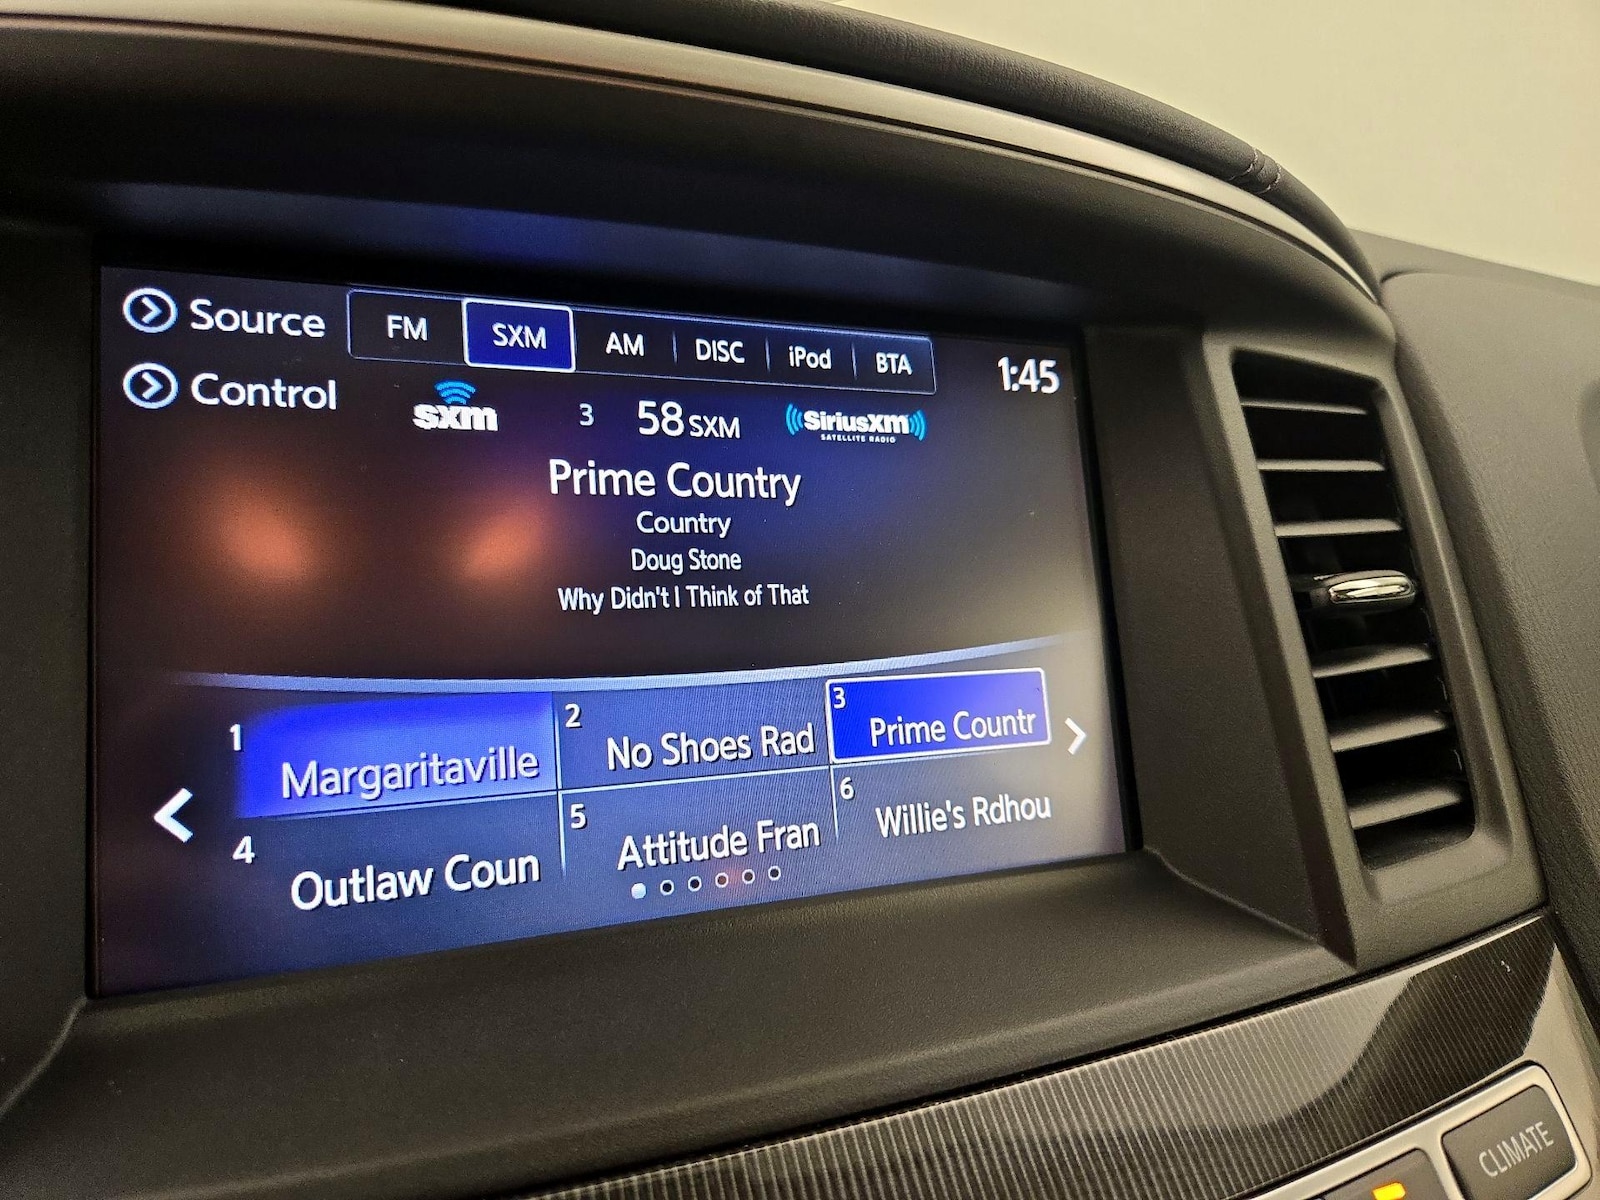 Source FM SXM AM DISC iPod BTA 1:45
Control sxm 3 58 SXM SiriusXM
SATELLITE RADIO
Prime Country
Country
Doug Stone
Why Didn't I Think of That
1 Margaritaville 2 No Shoes Rad 3 Prime Countr
4 Outlaw Coun 5 Attitude Fran 6 Willie's Rdhou
CLIMATE